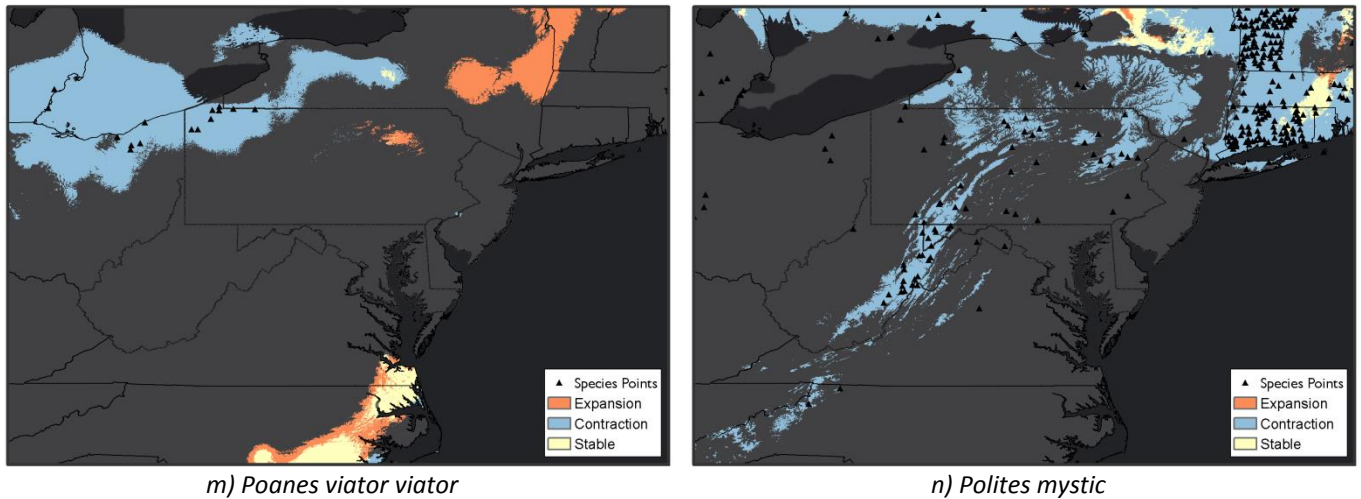 Species Points
Expansion
Contraction
Stable
Species Points
Expansion
Contraction
Stable
m) Poanes viator viator
n) Polites mystic